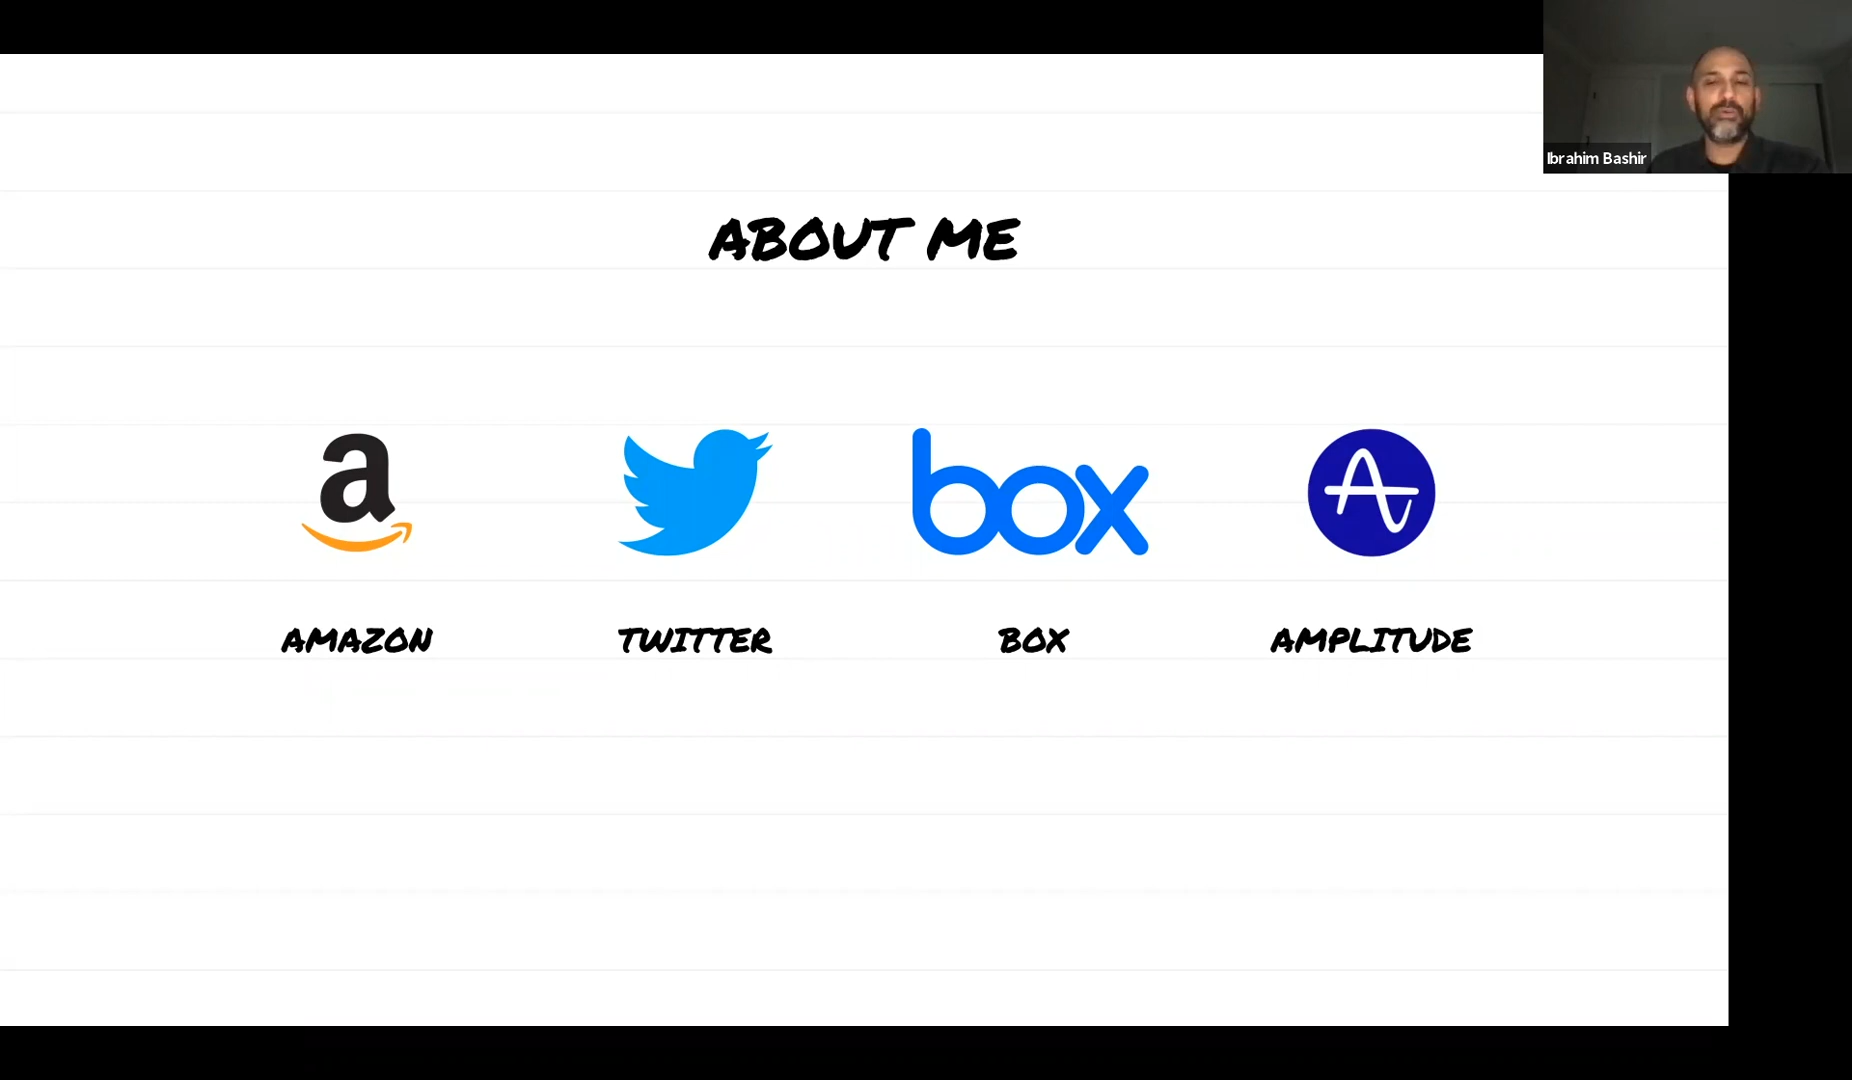 Ibrahim Bashir
ABOUT ME
a
box
AMAZON
TWITTER
BOX
AMPLITUDE